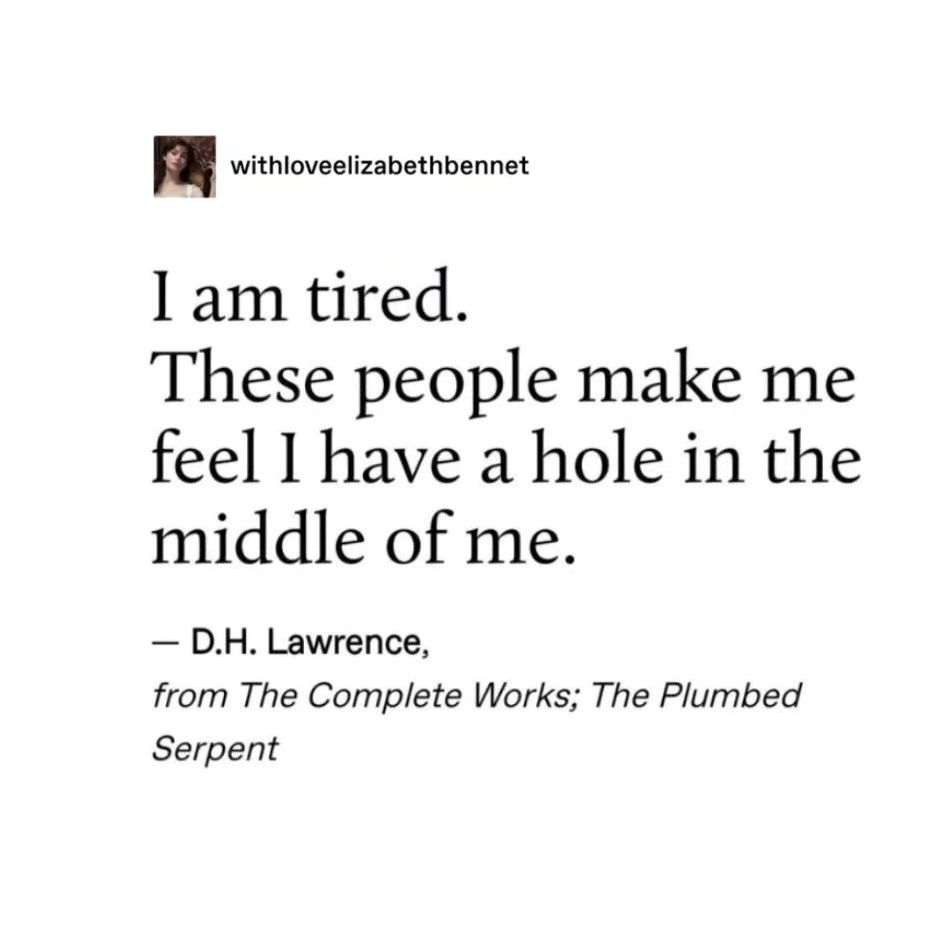 withloveelizabethbennet
I am tired.
These people make me
feel I have a hole in the
middle of me.
— D.H. Lawrence,
from The Complete Works; The Plumbed
Serpent